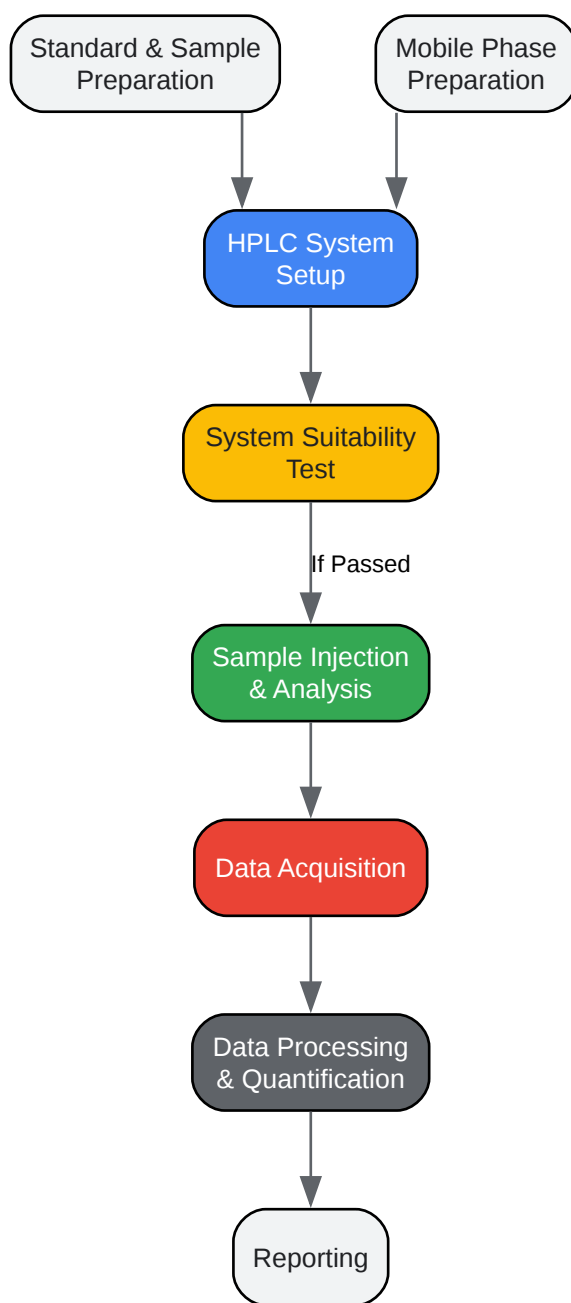 Standard & Sample
Preparation
Mobile Phase
Preparation
HPLC System
Setup
System Suitability
Test
If Passed
Sample Injection
& Analysis
Data Acquisition
Data Processing
& Quantification
Reporting